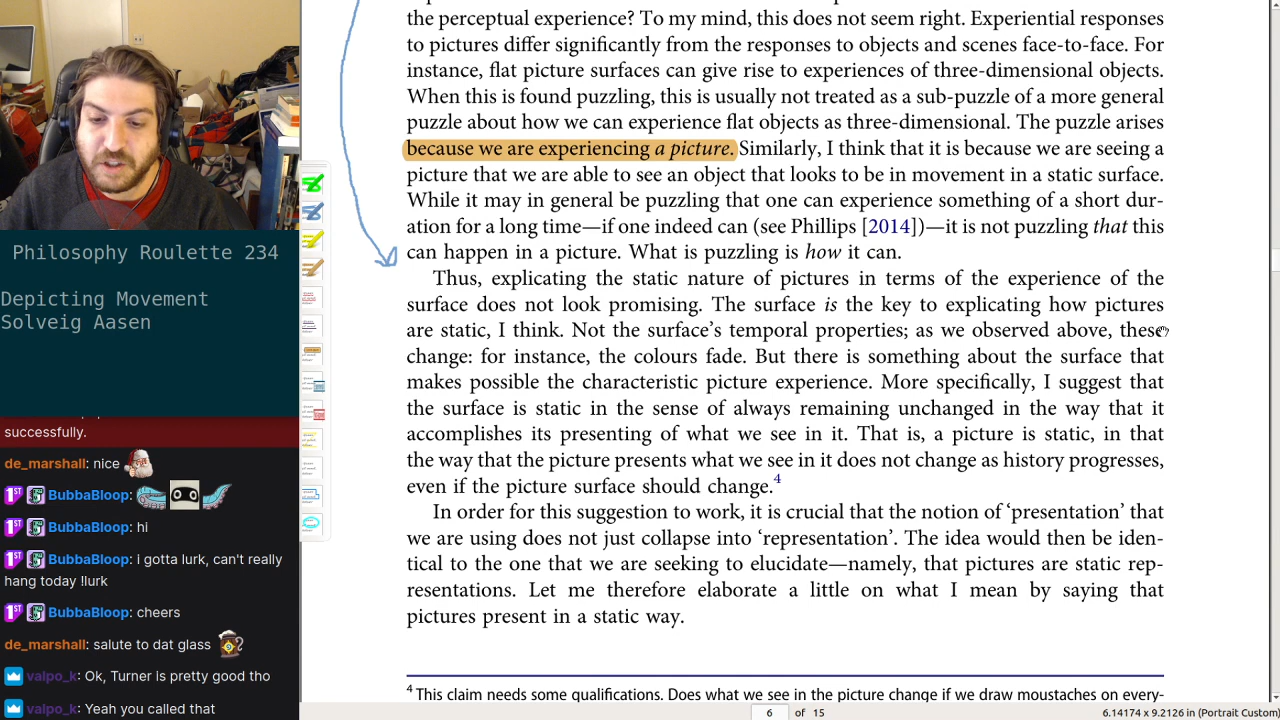 the perceptual experience? To my mind, this does not seem right. Experiential responses
to pictures differ significantly from the responses to objects and scenes face-to-face. For
instance, flat picture surfaces can give rise to experiences of three-dimensional objects.
When this is found puzzling, this is usually not treated as a sub-puzzle of a more general
puzzle about how we can experience flat objects as three-dimensional. The puzzle arises
because we are experiencing a picture. Similarly, I think that it is because we are seeing a
picture that we are able to see an object that looks to be in movement in a static surface.
While it may in general be puzzling that one can experience something of a short dur-
ation for a long time—if one indeed can (see Phillips [2014])—it is not puzzling that this
can happen in a picture. What is puzzling is how it can.
Thus, explicating the static nature of pictures in terms of the experience of the
surface does not look promising. The surface is still key to explaining how pictures
are static, I think. Not the surface's general properties: as we observed above, they
change, for instance the colours fade. But there is something about the surface that
makes possible the characteristic pictorial experience. More specifically, I suggest that
the surface is static in the sense of always remaining unchanged in the way that it
accomplishes its presenting of what we see in it. That is, pictures are static in that
the way that the picture presents what we see in it does not change or involve processes,
even if the picture surface should change.4
In order for this suggestion to work, it is crucial that the notion of 'presentation' that
we are using does not just collapse into 'representation'. The idea would then be iden-
tical to the one that we are seeking to elucidate—namely, that pictures are static rep-
resentations. Let me therefore elaborate a little on what I mean by saying that
pictures present in a static way.
4 This claim needs some qualifications. Does what we see in the picture change if we draw moustaches on every-
6 of 15
6.14174 x 9.2126 in (Portrait Custom)
Philosophy Roulette 234
Depicting Movement
Solveig Aasen
successfully.
de_marshall: nice
1ST BubbaBloop:
1ST BubbaBloop: hi
1ST BubbaBloop: i gotta lurk, can't really
hang today !lurk
1ST BubbaBloop: cheers
de_marshall: salute to dat glass
valpo_k: Ok, Turner is pretty good tho
valpo_k: Yeah you called that